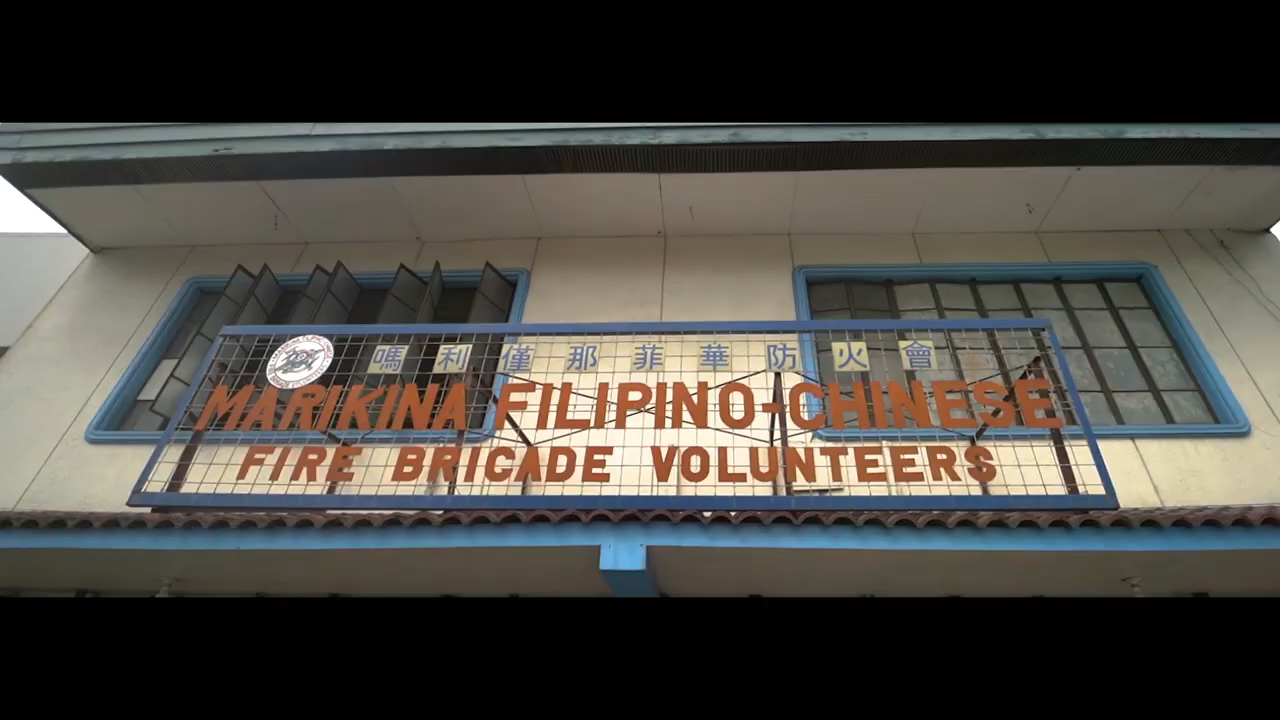 嗎利僅那菲華防火會
MARIKINA FILIPINO-CHINESE
FIRE BRIGADE VOLUNTEERS